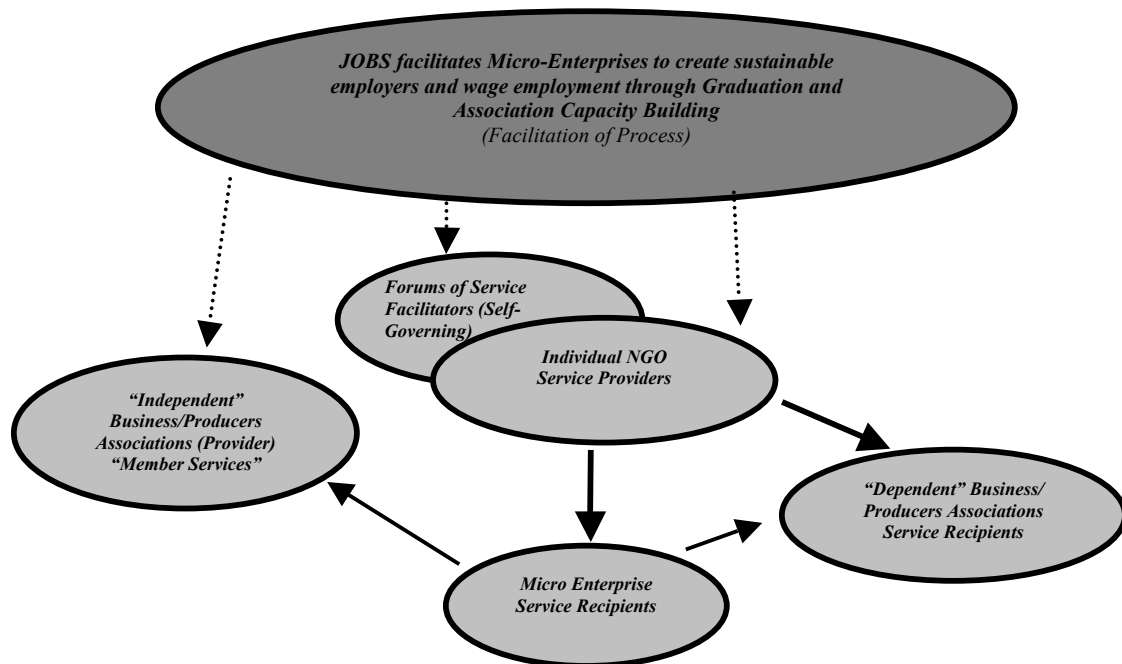 JOBS facilitates Micro-Enterprises to create sustainable
employers and wage employment through Graduation and
Association Capacity Building
(Facilitation of Process)
Forums of Service
Facilitators (Self-
Governing)
Individual NGO
Service Providers
“Independent”
Business/Producers
Associations (Provider)
“Member Services”
“Dependent” Business/
Producers Associations
Service Recipients
Micro Enterprise
Service Recipients